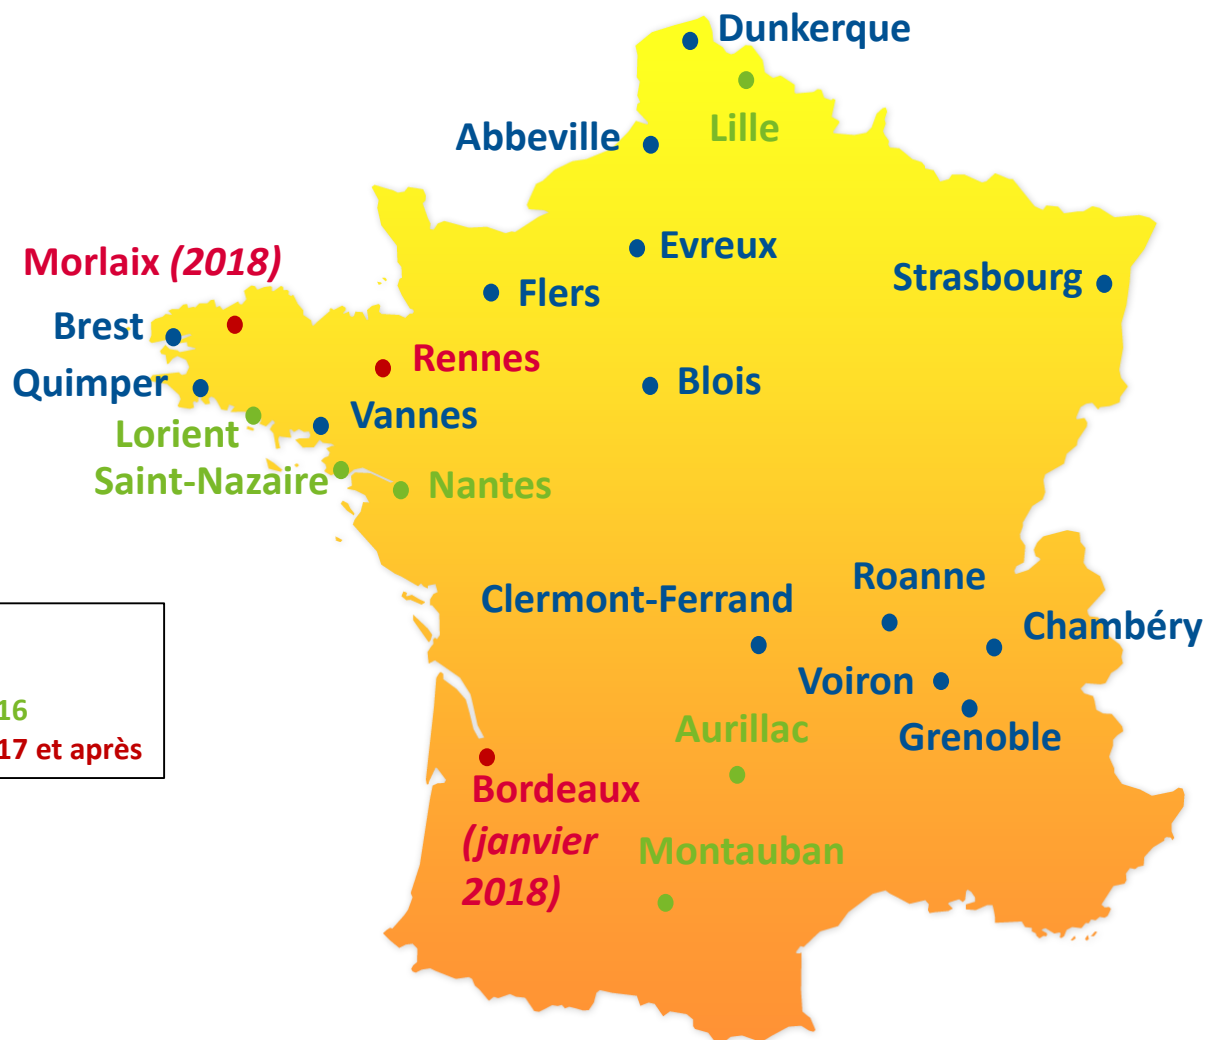 Dunkerque
Lille
Abbeville
Evreux
Morlaix (2018)
Strasbourg
Flers
Brest
Rennes
Quimper
Blois
Vannes
Lorient
Saint-Nazaire
Nantes
Roanne
Clermont-Ferrand
Chambéry
Voiron
16
Aurillac
Grenoble
17 et après
Bordeaux
(janvier
2018)
Montauban